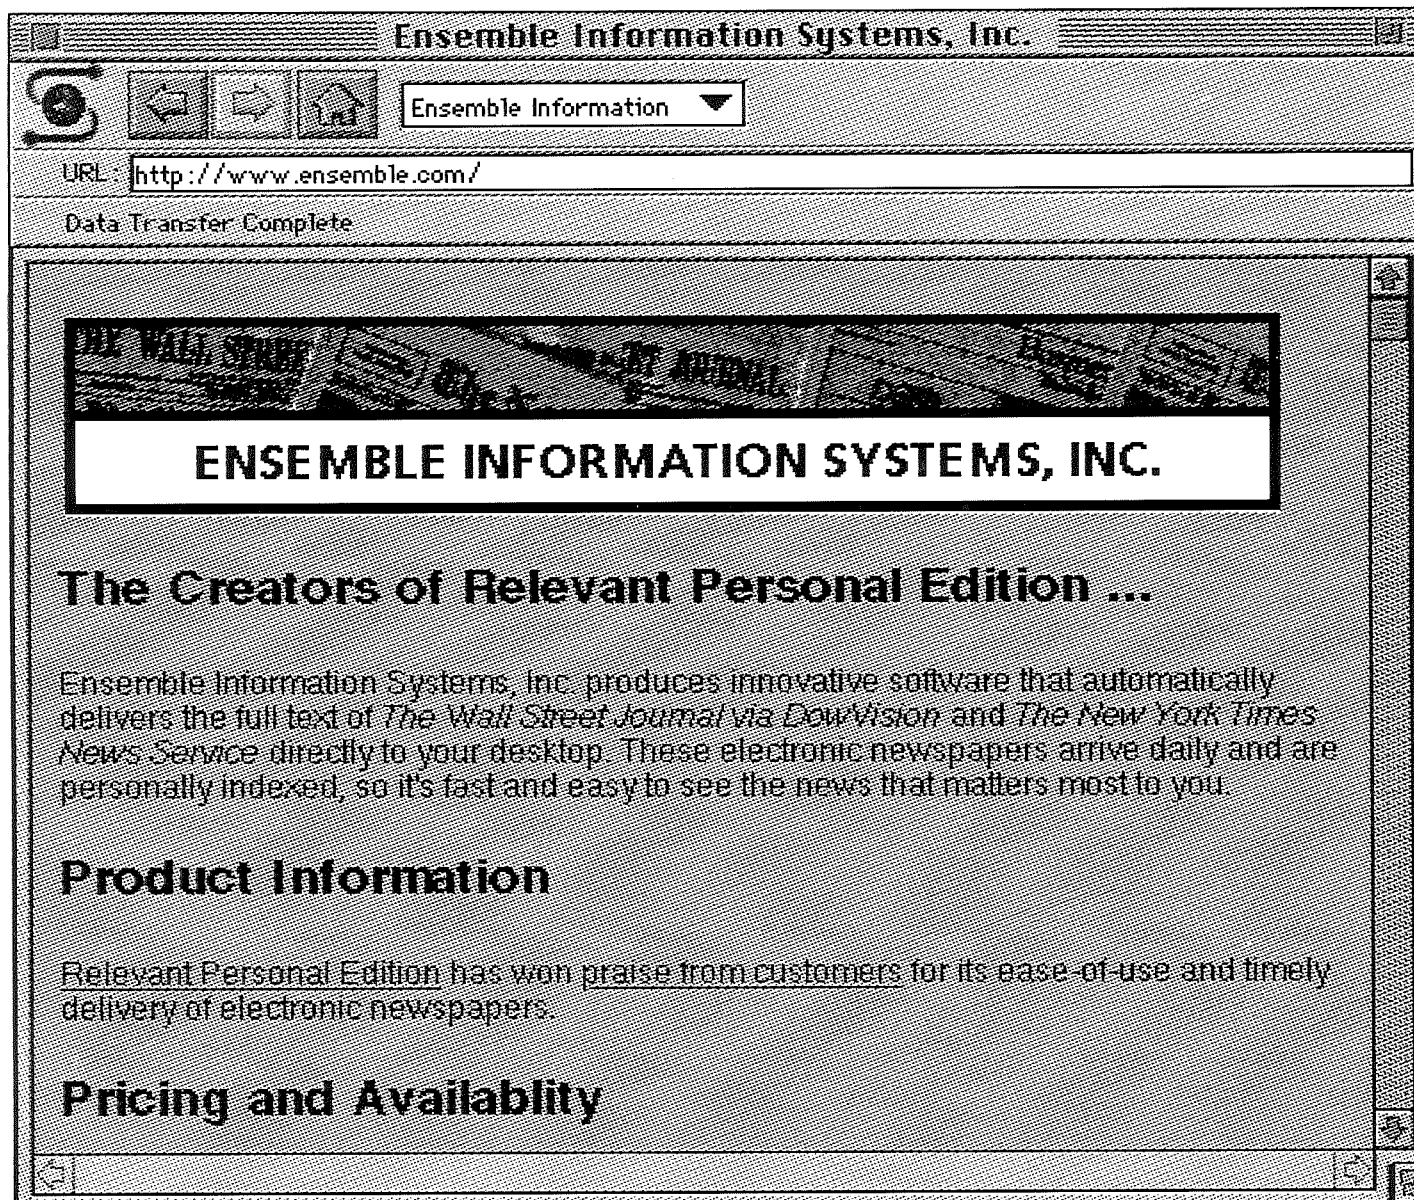 Ensemble Information Systems, Inc.
Ensemble Information
URL: http://www.ensemble.com/
Data Transfer Complete
THE WALL STREE
ENSEMBLE INFORMATION SYSTEMS, INC.
The Creators of Relevant Personal Edition ...
Ensemble Information Systems, Inc. produces innovative software that automatically
delivers the full text of The Wall Street Journal via DowVision and The New York Times
News Service directly to your desktop. These electronic newspapers arrive daily and are
personally indexed, so it's fast and easy to see the news that matters most to you.
Product Information
Relevant Personal Edition has won praise from customers for its ease-of-use and timely
delivery of electronic newspapers.
Pricing and Availablity